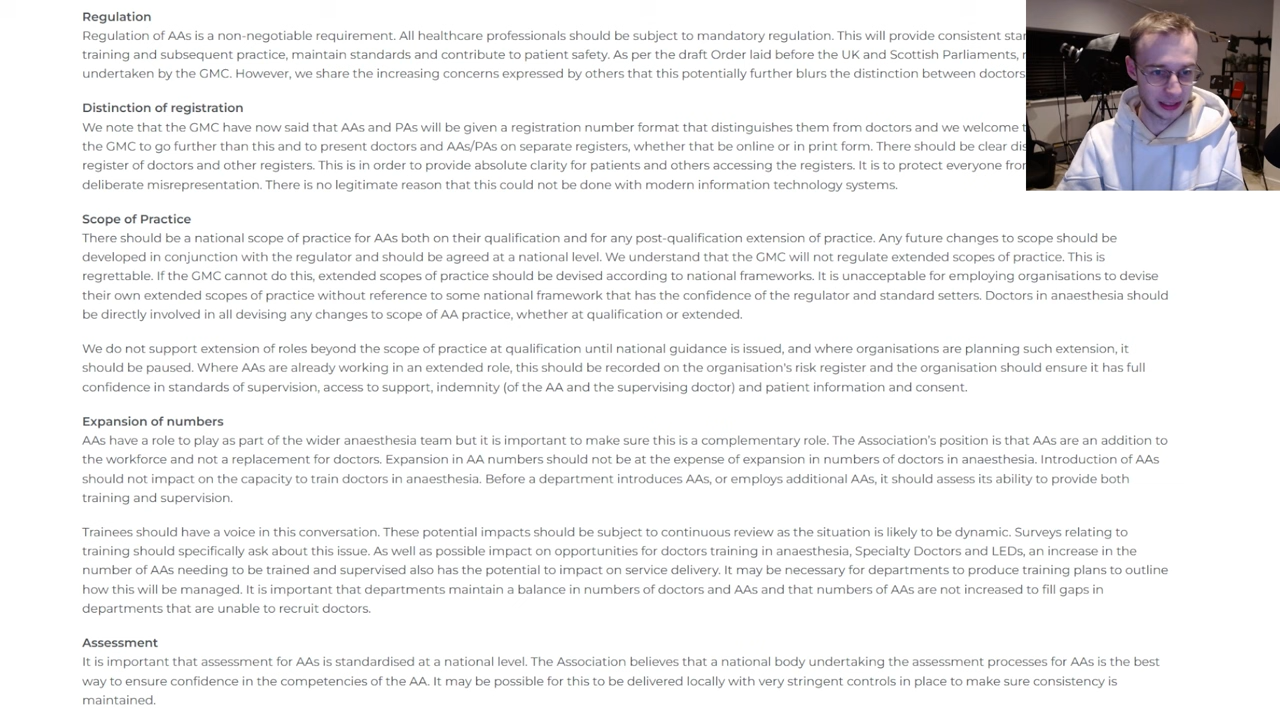 Regulation
Regulation of AAs is a non-negotiable requirement. All healthcare professionals should be subject to mandatory regulation. This will provide consistent
training and subsequent practice, maintain standards and contribute to patient safety. As per the draft Order laid before the UK and Scottish Parliaments,
undertaken by the GMC. However, we share the increasing concerns expressed by others that this potentially further blurs the distinction between doctors
Distinction of registration
We note that the GMC have now said that AAs and PAs will be given a registration number format that distinguishes them from doctors and we welcome
the GMC to go further than this and to present doctors and AAs/PAs on separate registers, whether that be online or in print form. There should be clear
register of doctors and other registers. This is in order to provide absolute clarity for patients and others accessing the registers. It is to protect everyone
deliberate misrepresentation. There is no legitimate reason that this could not be done with modern information technology systems.
Scope of Practice
There should be a national scope of practice for AAs both on their qualification and for any post-qualification extension of practice. Any future changes to scope should be
developed in conjunction with the regulator and should be agreed at a national level. We understand that the GMC will not regulate extended scopes of practice. This is
regrettable. If the GMC cannot do this, extended scopes of practice should be devised according to national frameworks. It is unacceptable for employing organisations to devise
their own extended scopes of practice without reference to some national framework that has the confidence of the regulator and standard setters. Doctors in anaesthesia should
be directly involved in all devising any changes to scope of AA practice, whether at qualification or extended.
We do not support extension of roles beyond the scope of practice at qualification until national guidance is issued, and where organisations are planning such extension, it
should be paused. Where AAs are already working in an extended role, this should be recorded on the organisation's risk register and the organisation should ensure it has full
confidence in standards of supervision, access to support, indemnity (of the AA and the supervising doctor) and patient information and consent.
Expansion of numbers
AAs have a role to play as part of the wider anaesthesia team but it is important to make sure this is a complementary role. The Association's position is that AAs are an addition to
the workforce and not a replacement for doctors. Expansion in AA numbers should not be at the expense of expansion in numbers of doctors in anaesthesia. Introduction of AAs
should not impact on the capacity to train doctors in anaesthesia. Before a department introduces AAs, or employs additional AAs, it should assess its ability to provide both
training and supervision.
Trainees should have a voice in this conversation. These potential impacts should be subject to continuous review as the situation is likely to be dynamic. Surveys relating to
training should specifically ask about this issue. As well as possible impact on opportunities for doctors training in anaesthesia, Specialty Doctors and LEDs, an increase in the
number of AAs needing to be trained and supervised also has the potential to impact on service delivery. It may be necessary for departments to produce training plans to outline
how this will be managed. It is important that departments maintain a balance in numbers of doctors and AAs and that numbers of AAs are not increased to fill gaps in
departments that are unable to recruit doctors.
Assessment
It is important that assessment for AAs is standardised at a national level. The Association believes that a national body undertaking the assessment processes for AAs is the best
way to ensure confidence in the competencies of the AA. It may be possible for this to be delivered locally with very stringent controls in place to make sure consistency is
maintained.